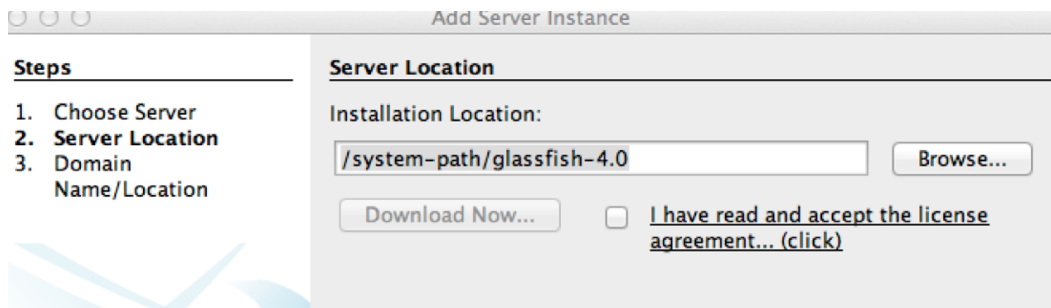 Add Server Instance
Steps
1. Choose Server
2. Server Location
3. Domain
Name/Location
Server Location
Installation Location:
/system-path/glassfish-4.0
Browse...
Download Now...
I have read and accept the license
agreement... (click)